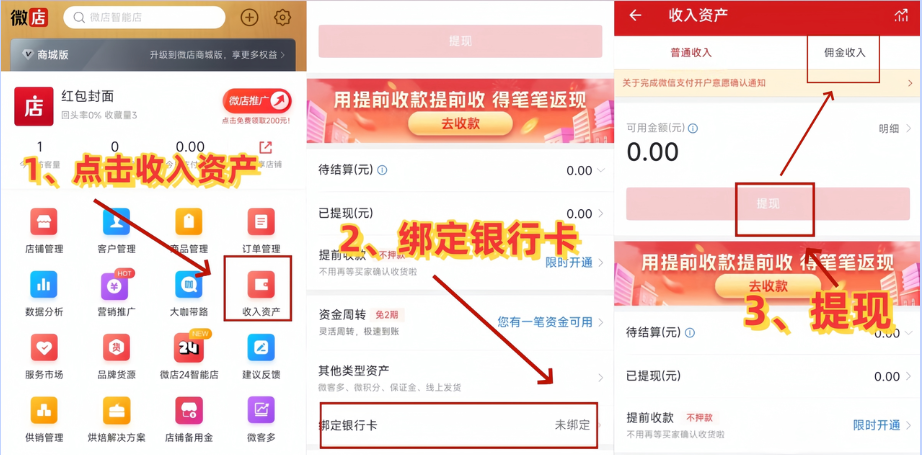 微店
微店智能店
商城版
升级到微店商城版，享更多权益
店
红包封面
回头率0% 收藏量3
微店推广
点击免费领取200元!
1
0
0.00
1、点击收入资产
店铺管理
客户管理
商品管理
订单管理
HOT
数据分析
营销推广
大咖带路
收入资产
NEW
24
服务市场
品牌货源
微店24智能店
建议反馈
供销管理
烘焙解决方案
店铺备用金
微客多
提现
用提前收款提前收 得笔笔返现
去收款
待结算(元)
0.00
已提现(元)
0.00
2、绑定银行卡
提前收款 不押款
不用再等买家确认收货啦
限时开通
资金周转 免2期
灵活周转，极速到账
您有一笔资金可用
其他类型资产
微客多、微积分、保证金、线上发货
绑定银行卡
未绑定
收入资产
普通收入
佣金收入
关于完成微信支付开户意愿确认通知
可用金额(元)
明细
0.00
提现
用提前收款提前收 得笔笔返现
去收款
3、提现
待结算(元)
0.00
已提现(元)
0.00
提前收款 不押款
不用再等买家确认收货啦
限时开通